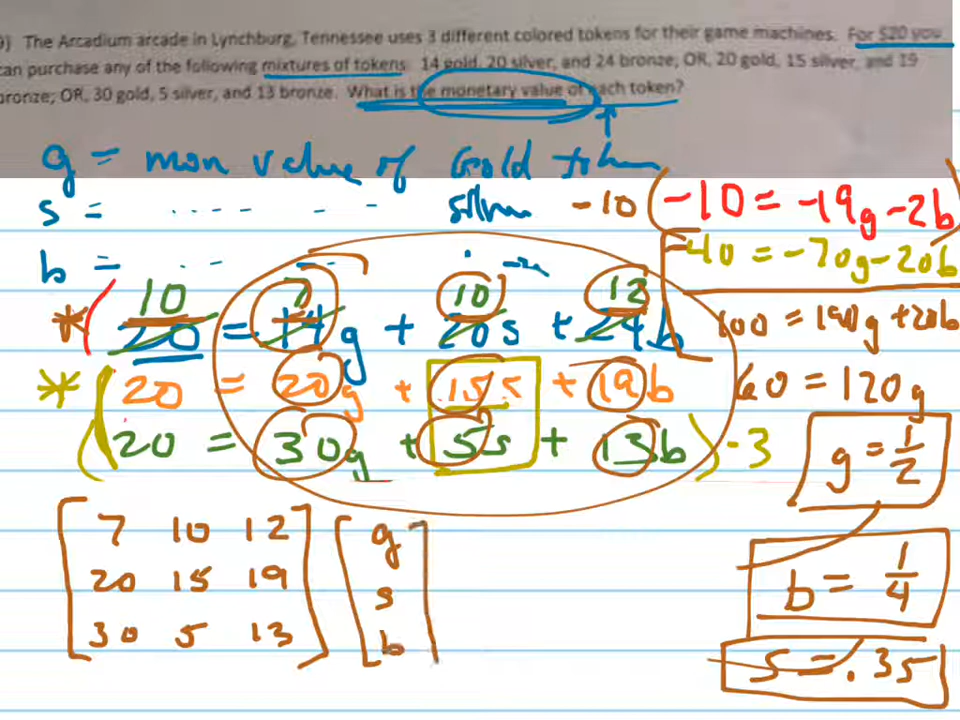 9) The Arcadium arcade in Lynchburg, Tennessee uses 3 different colored tokens for their game machines. For $20 you
can purchase any of the following mixtures of tokens: 14 gold, 20 silver, and 24 bronze; OR, 20 gold, 15 silver, and 19
bronze; OR, 30 gold, 5 silver, and 13 bronze. What is the monetary value of each token?
g = mon value of Gold token
s = silver
b =
-10 (-10 = -19g-2b)
-40 = -70g-20b
100 = 190g+20b
60 = 120g
g = 1/2
b = 1/4
s = .35
10 7 10 12
* (20 = 14g + 20s + 24b
* (20 = 20g + 15s + 19b
(20 = 30g + 5s + 13b) -3
7 10 12 g
20 15 19 s
30 5 13 b